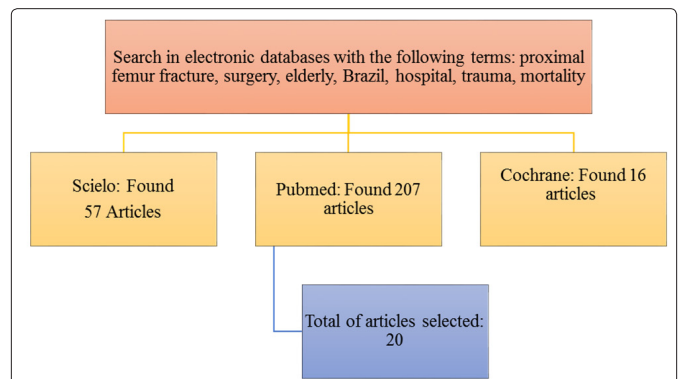 Search in electronic databases with the following terms: proximal
femur fracture, surgery, elderly, Brazil, hospital, trauma, mortality
Scielo: Found
57 Articles
Pubmed: Found 207
articles
Cochrane: Found 16
articles
Total of articles selected:
20